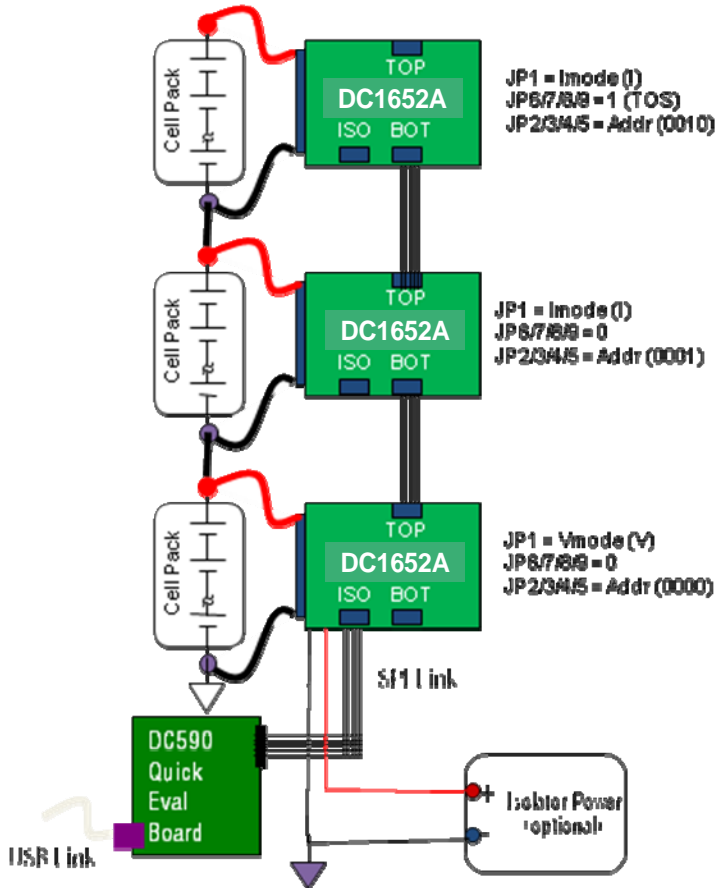 Cell Pack
TOP
DC1652A
ISO BOT
JP1 = Imode (I)
JP6/7/8/9 = 1 (TOS)
JP2/3/4/5 = Addr (0010)
Cell Pack
TOP
DC1652A
ISO BOT
JP1 = Imode (I)
JP6/7/8/9 = 0
JP2/3/4/5 = Addr (0001)
Cell Pack
TOP
DC1652A
ISO BOT
JP1 = Vmode (V)
JP6/7/8/9 = 0
JP2/3/4/5 = Addr (0000)
SPI Link
DC590
Quick
Eval
Board
USB Link
+
-
Isolator Power
(optional)